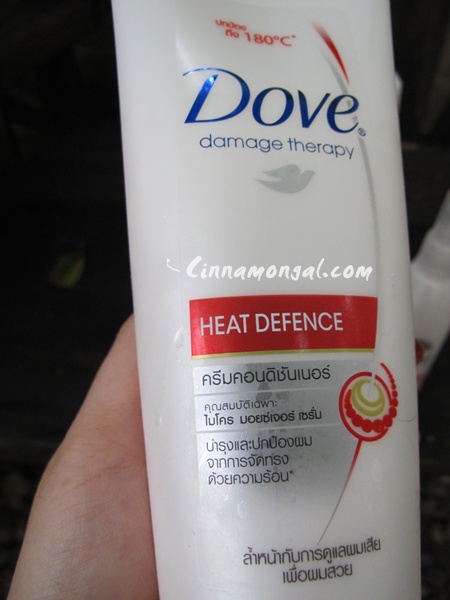 ปกป้อง
ถึง 180°C*
Dove®
damage therapy
Cinnamongal.com
HEAT DEFENCE
ครีมคอนดิชันเนอร์
คุณสมบัติเฉพาะ
ไมโคร มอยซ์เจอร์ เซรั่ม
บำรุงและปกป้องผม
จากการจัดทรง
ด้วยความร้อน*
ล้ำหน้ากับการดูแลผมเสีย
เพื่อผมสวย